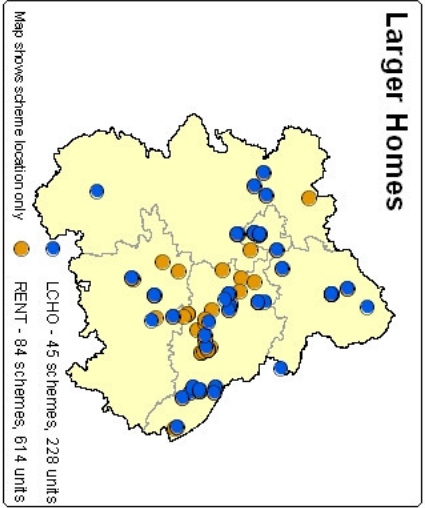 Larger Homes
LCHO - 45 schemes, 228 units
RENT - 84 schemes, 614 units
Map shows scheme location only